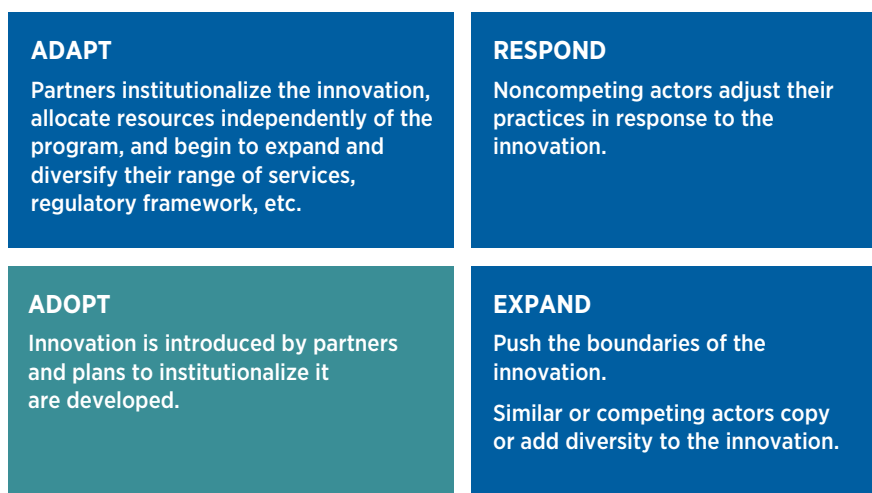 ADAPT
Partners institutionalize the innovation,
allocate resources independently of the
program, and begin to expand and
diversify their range of services,
regulatory framework, etc.
RESPOND
Noncompeting actors adjust their
practices in response to the
innovation.
ADOPT
Innovation is introduced by partners
and plans to institutionalize it
are developed.
EXPAND
Push the boundaries of the
innovation.
Similar or competing actors copy
or add diversity to the innovation.